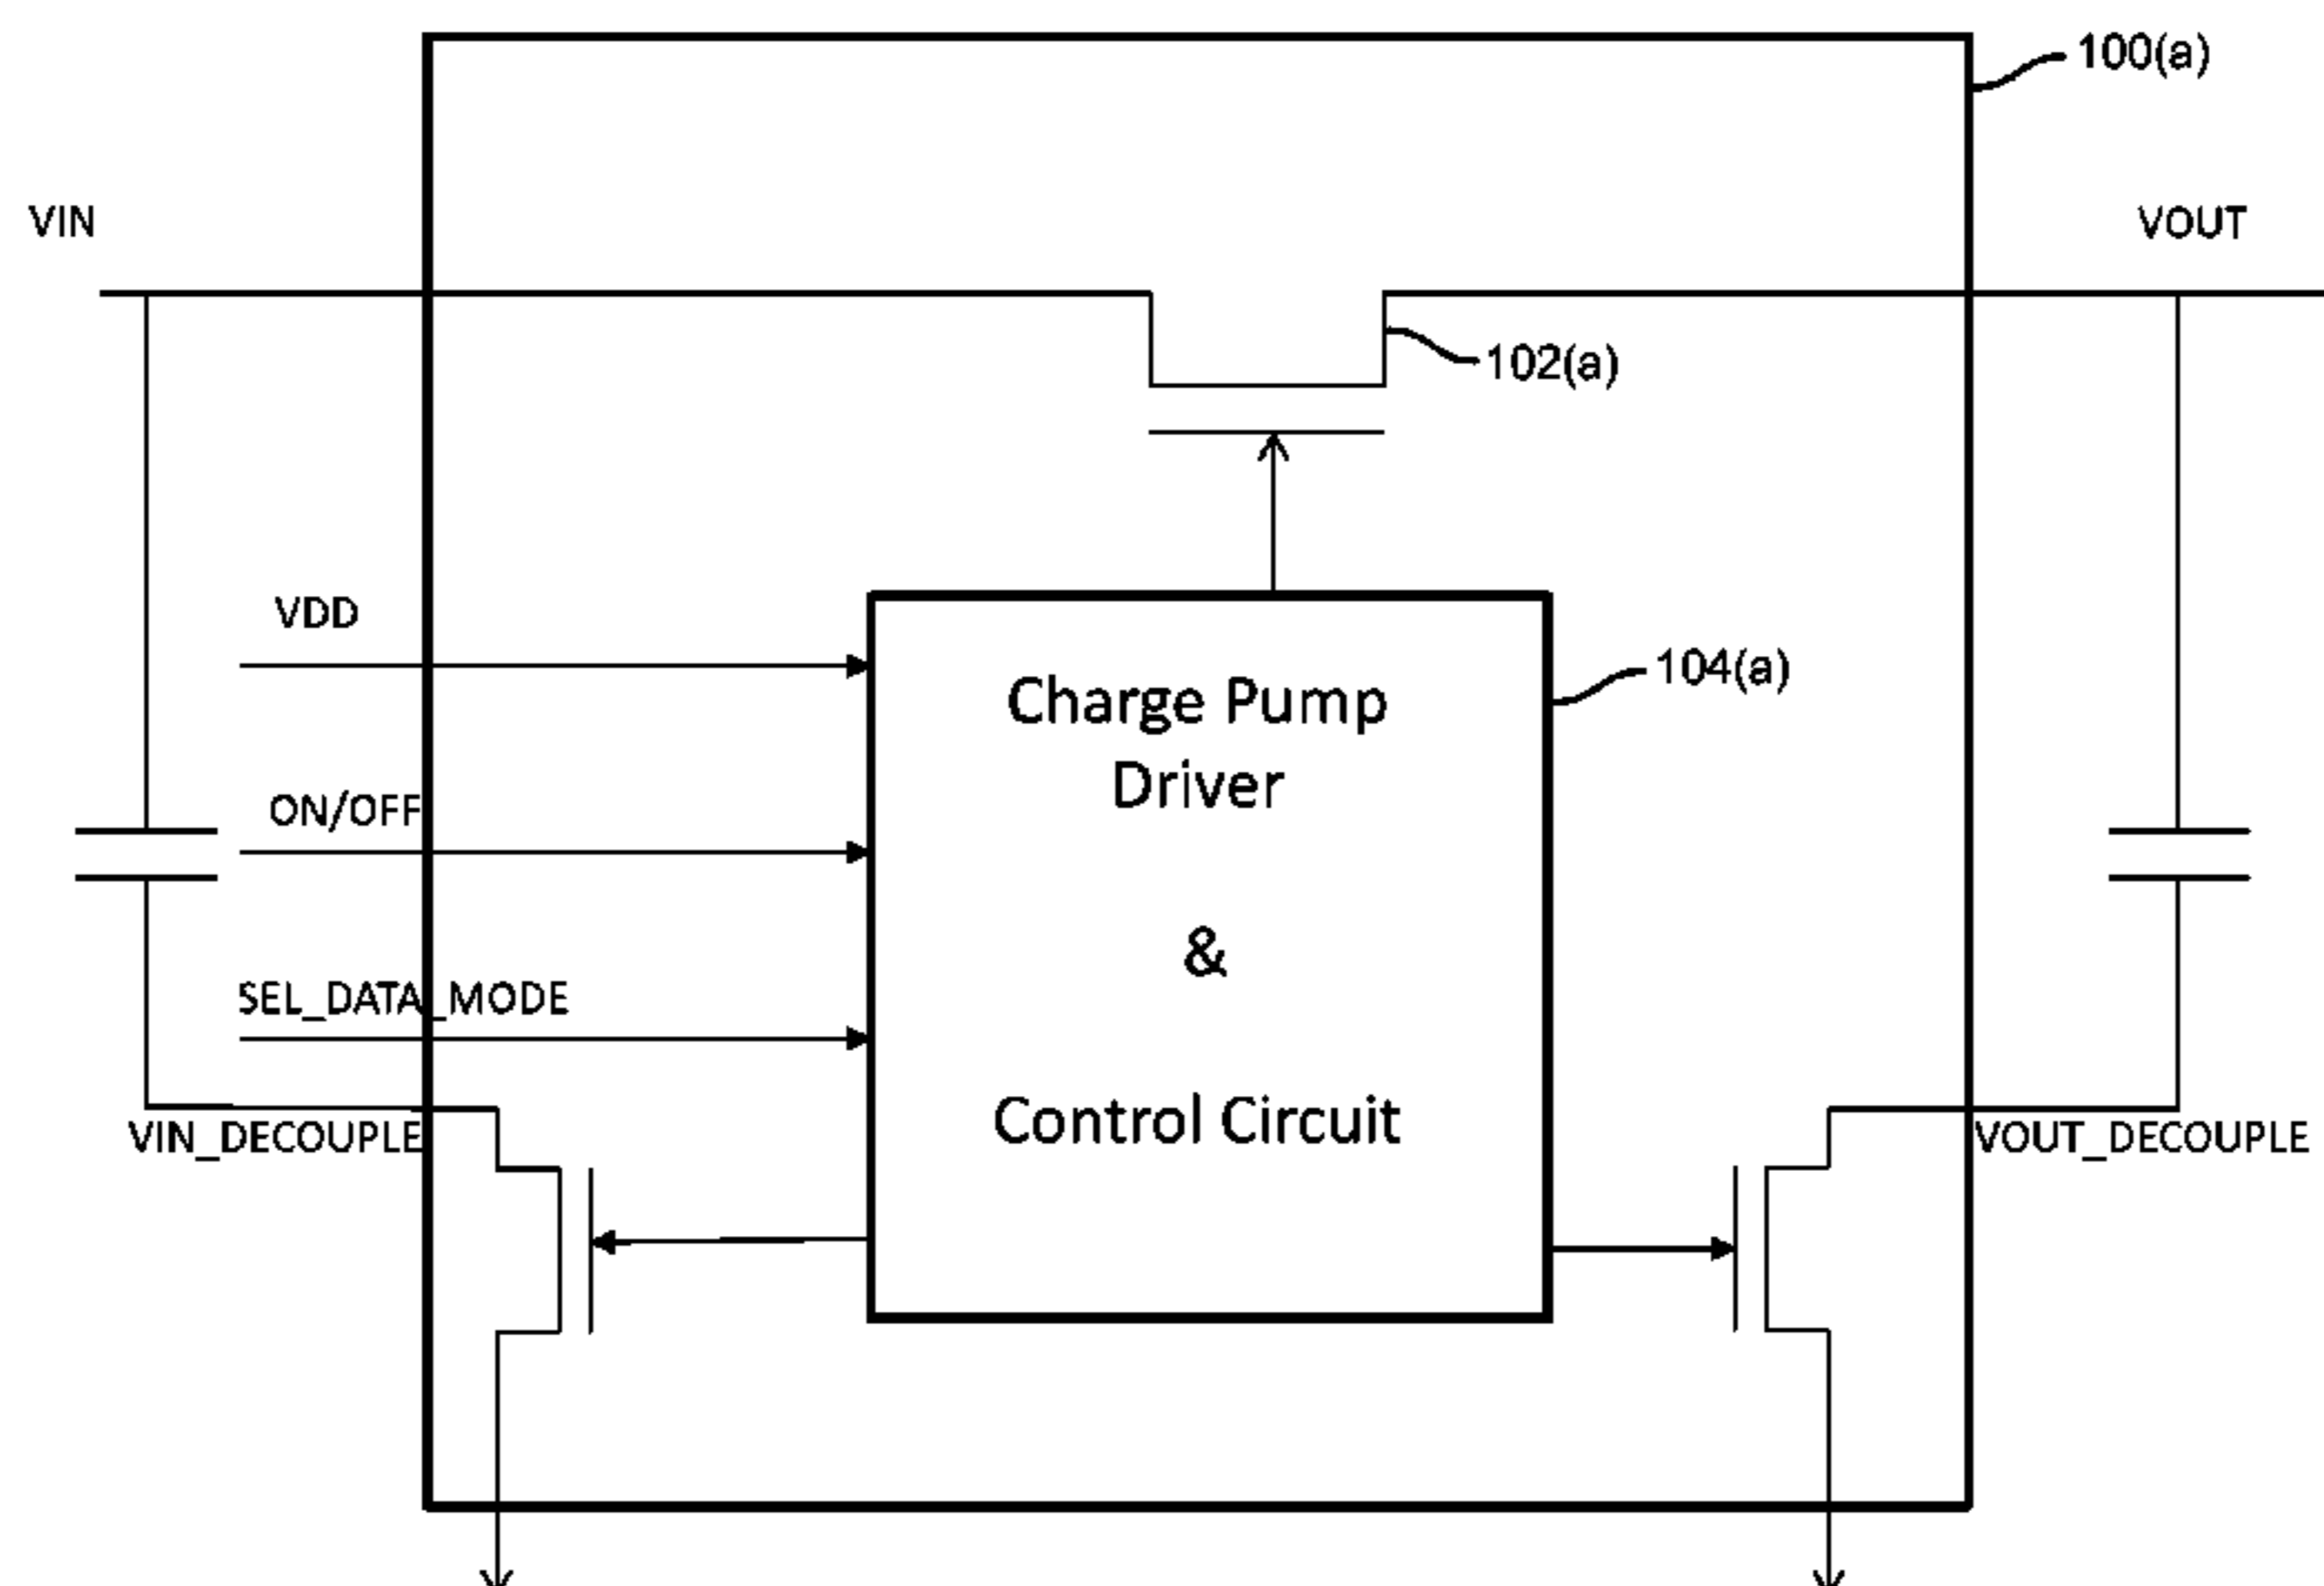 100(a)
VIN
VOUT
102(a)
VDD
104(a)
Charge Pump
Driver
ON/OFF
&
SEL_DATA_MODE
Control Circuit
VIN_DECOUPLE
VOUT_DECOUPLE